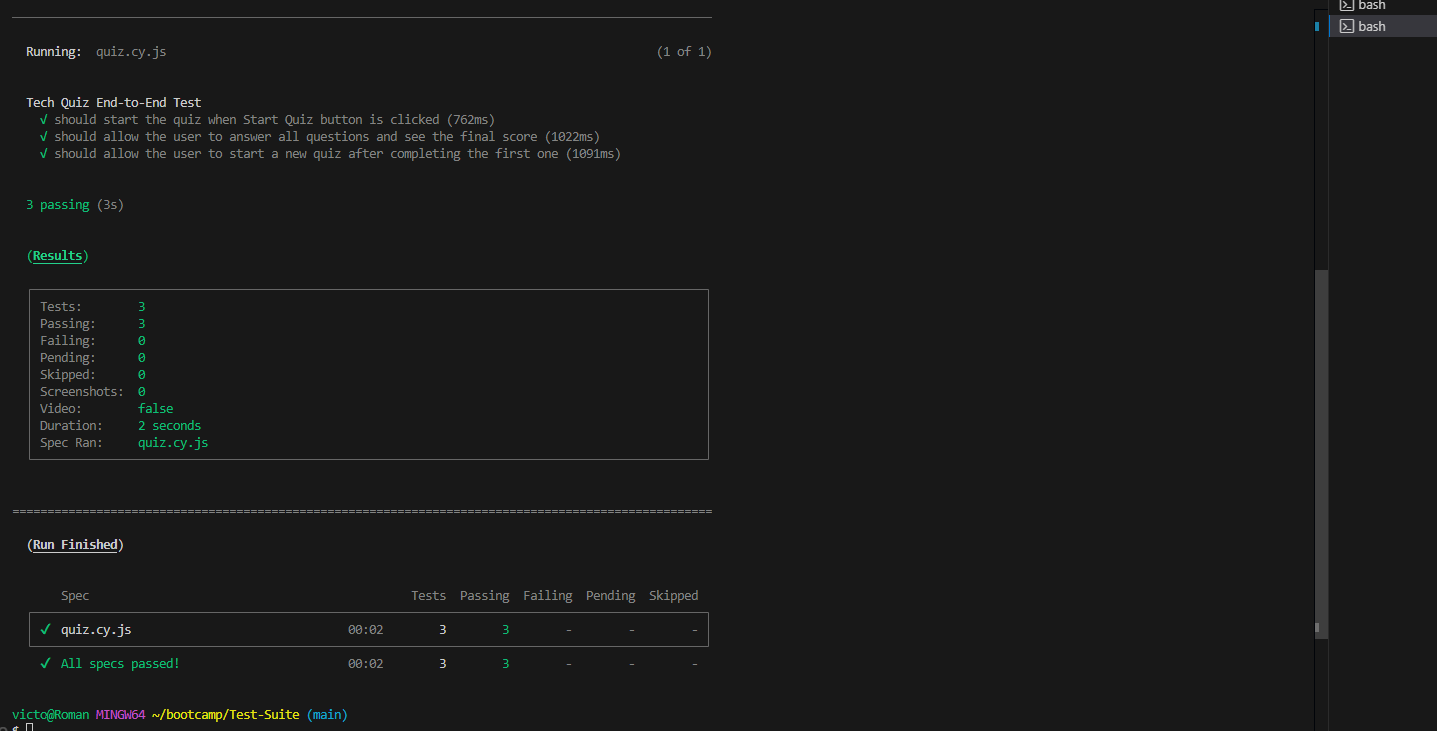 bash
bash
Running:  quiz.cy.js (1 of 1)
Tech Quiz End-to-End Test
√ should start the quiz when Start Quiz button is clicked (762ms)
√ should allow the user to answer all questions and see the final score (1022ms)
√ should allow the user to start a new quiz after completing the first one (1091ms)
3 passing (3s)
(Results)
Tests: 3
Passing: 3
Failing: 0
Pending: 0
Skipped: 0
Screenshots: 0
Video: false
Duration: 2 seconds
Spec Ran: quiz.cy.js
====================================================================================================
(Run Finished)
Spec Tests Passing Failing Pending Skipped
✓ quiz.cy.js 00:02 3 3 - - -
✓ All specs passed! 00:02 3 3 - - -
victo@Roman MINGW64 ~/bootcamp/Test-Suite (main)
$